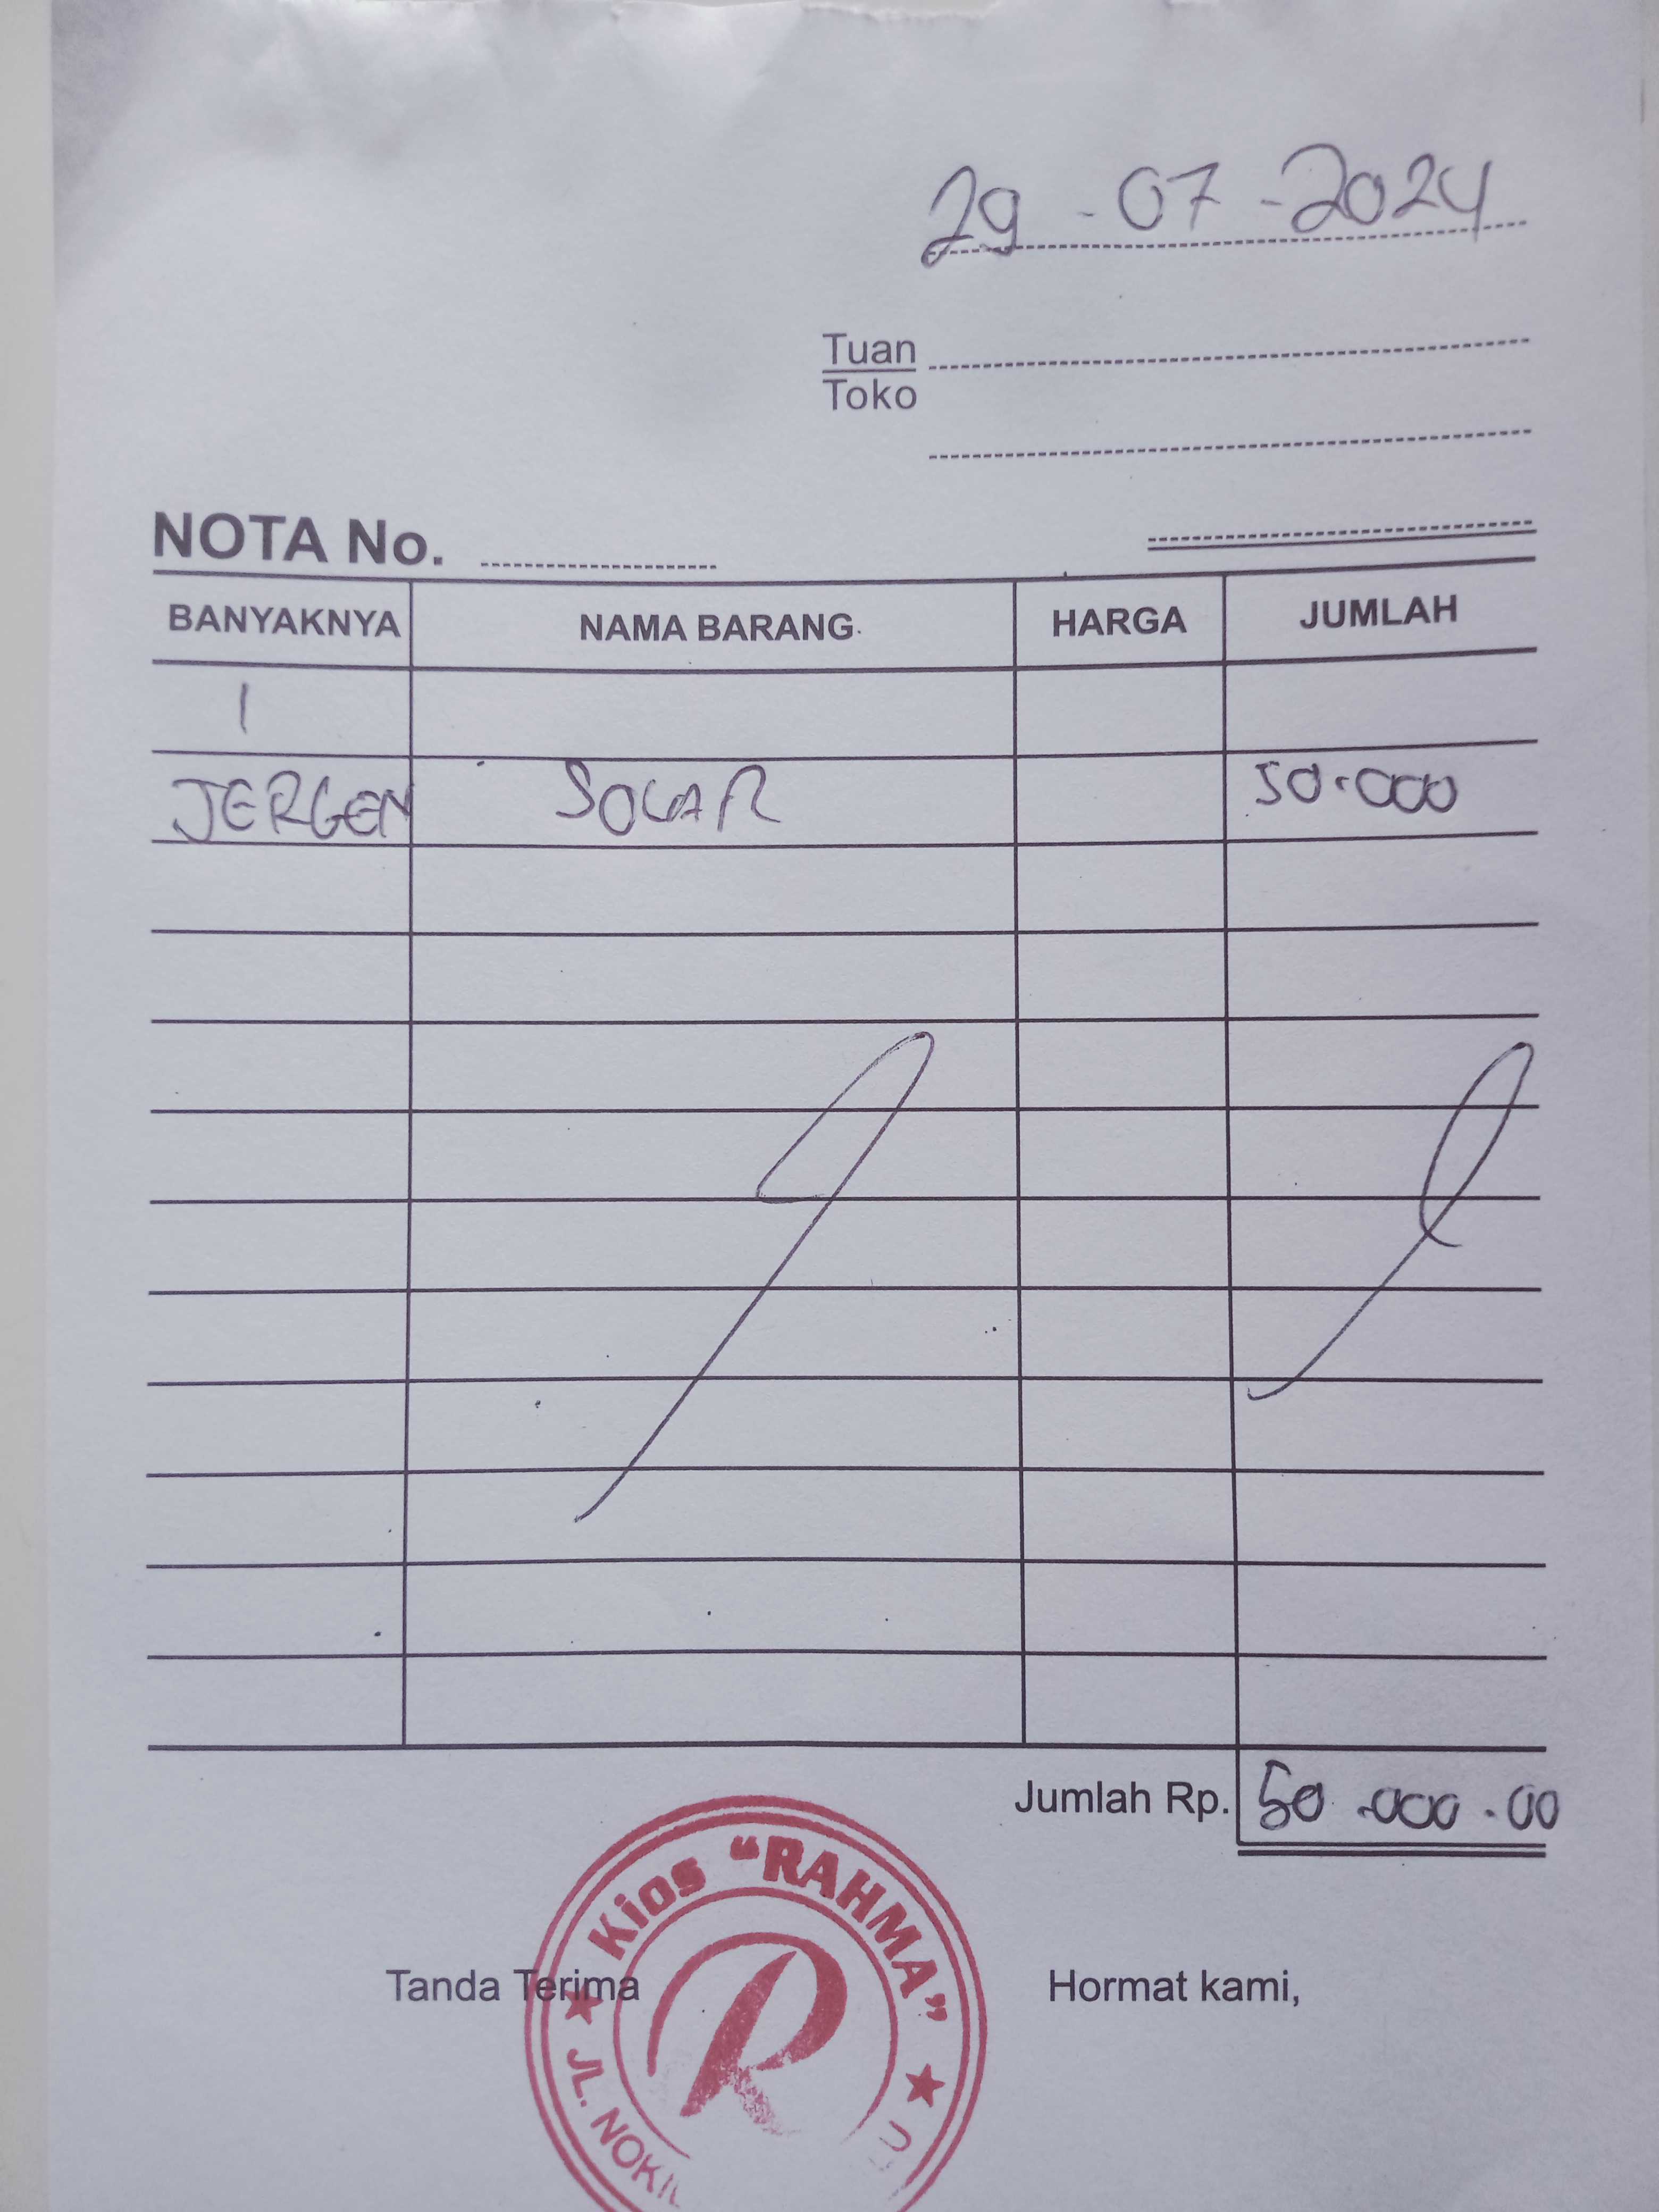 29 - 07 - 2024
Tuan
Toko
NOTA No.
BANYAKNYA NAMA BARANG HARGA JUMLAH
1
JERGEN SOLAR 50.000
Jumlah Rp. 50.000.00
Tanda Terima Hormat kami,
Kios "RAHMA"
R
JL.